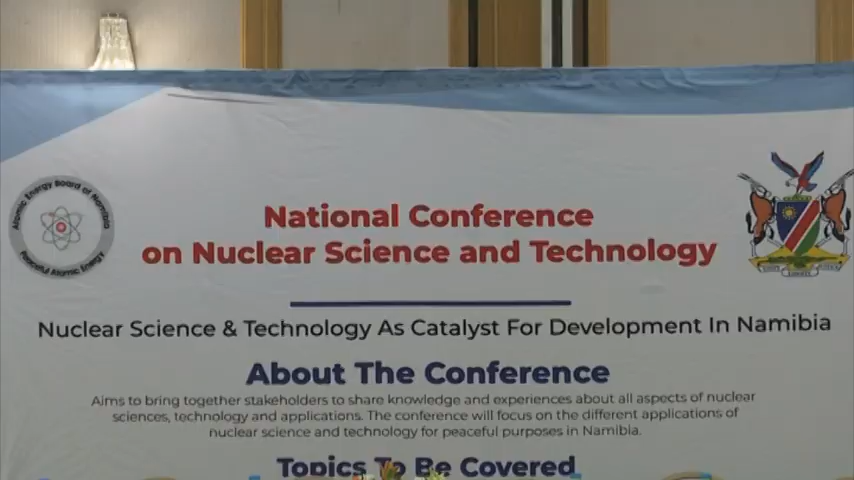 Atomic Energy Board of Namibia
Peaceful Atomic Energy
National Conference
on Nuclear Science and Technology
Nuclear Science & Technology As Catalyst For Development In Namibia
About The Conference
Aims to bring together stakeholders to share knowledge and experiences about all aspects of nuclear
sciences, technology and applications. The conference will focus on the different applications of
nuclear science and technology for peaceful purposes in Namibia.
Topics To Be Covered